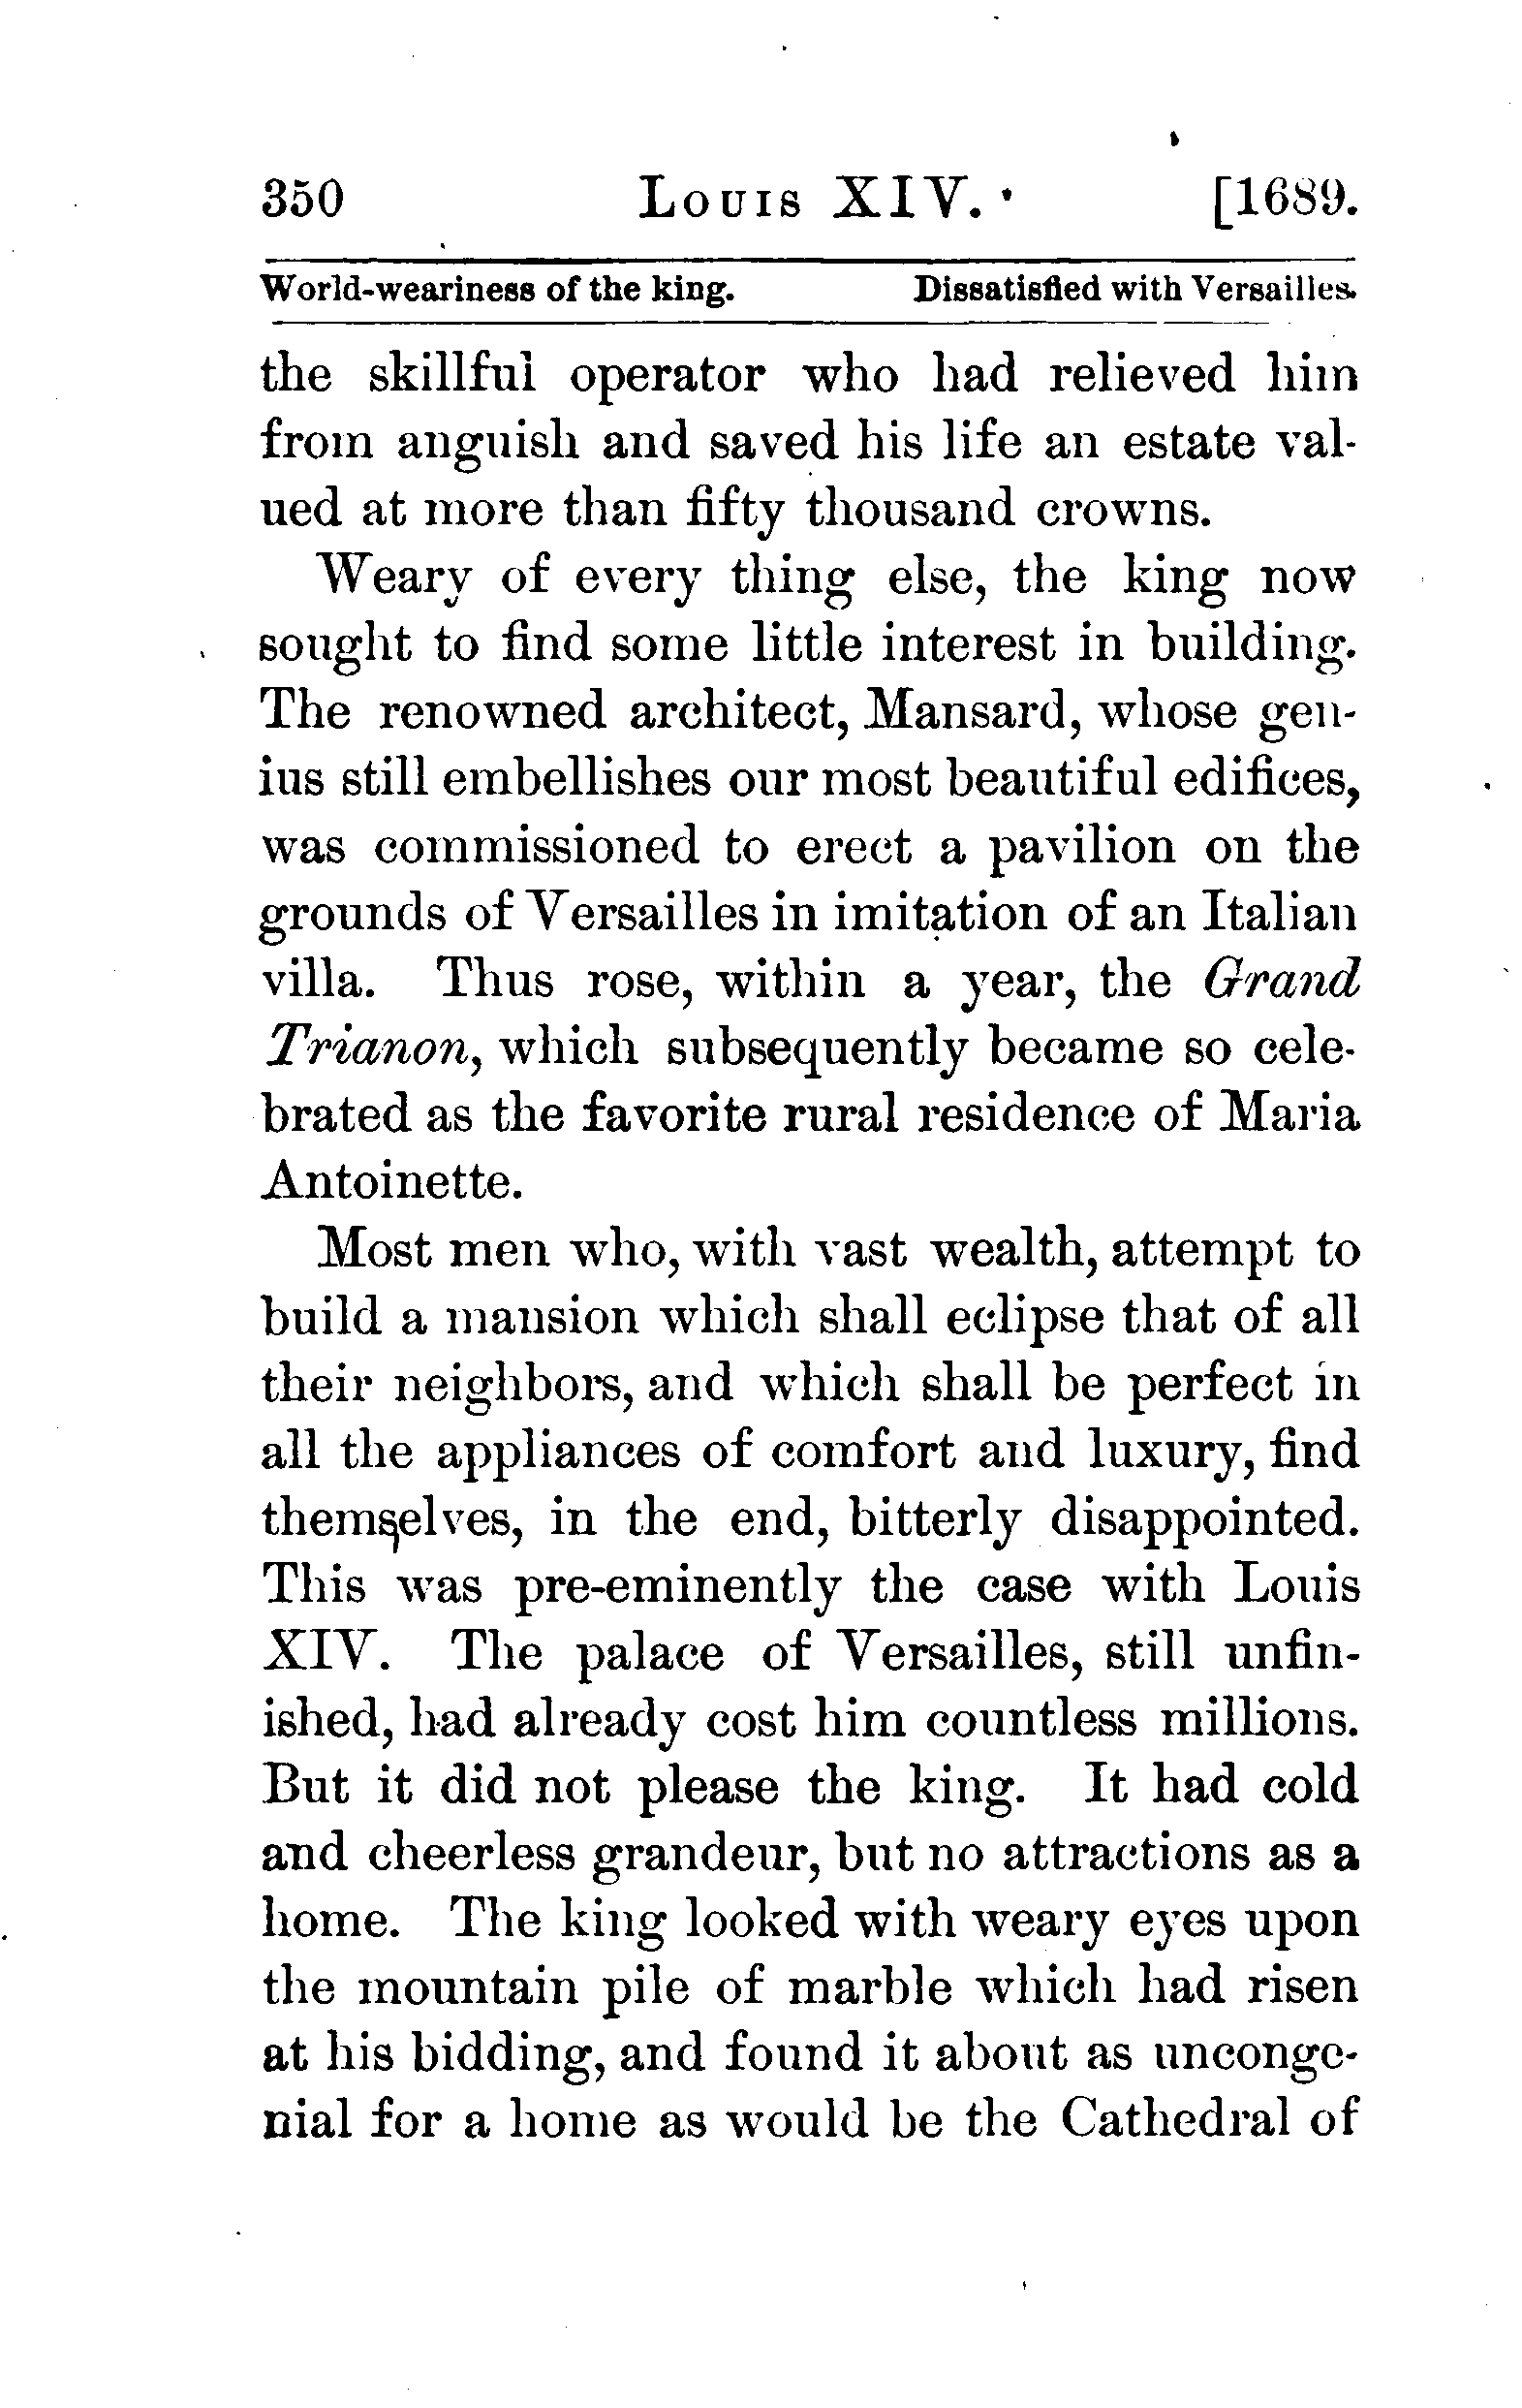 350 Louis XIV. [1689.
World-weariness of the king. Dissatisfied with Versailles.
the skillful operator who had relieved him
from anguish and saved his life an estate val-
ued at more than fifty thousand crowns.
Weary of every thing else, the king now
sought to find some little interest in building.
The renowned architect, Mansard, whose gen-
ius still embellishes our most beautiful edifices,
was commissioned to erect a pavilion on the
grounds of Versailles in imitation of an Italian
villa. Thus rose, within a year, the Grand
Trianon, which subsequently became so cele-
brated as the favorite rural residence of Maria
Antoinette.
Most men who, with vast wealth, attempt to
build a mansion which shall eclipse that of all
their neighbors, and which shall be perfect in
all the appliances of comfort and luxury, find
themselves, in the end, bitterly disappointed.
This was pre-eminently the case with Louis
XIV. The palace of Versailles, still unfin-
ished, had already cost him countless millions.
But it did not please the king. It had cold
and cheerless grandeur, but no attractions as a
home. The king looked with weary eyes upon
the mountain pile of marble which had risen
at his bidding, and found it about as unconge-
nial for a home as would be the Cathedral of